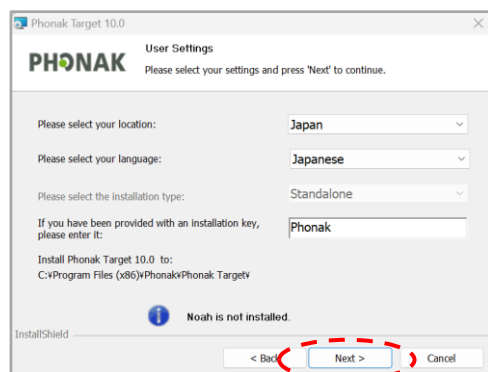 Phonak Target 10.0
PHONAK
User Settings
Please select your settings and press 'Next' to continue.
Please select your location:
Japan
Please select your language:
Japanese
Please select the installation type:
Standalone
If you have been provided with an installation key,
please enter it:
Phonak
Install Phonak Target 10.0 to:
C:¥Program Files (x86)¥Phonak¥Phonak Target¥
Noah is not installed.
InstallShield
< Back
Next >
Cancel